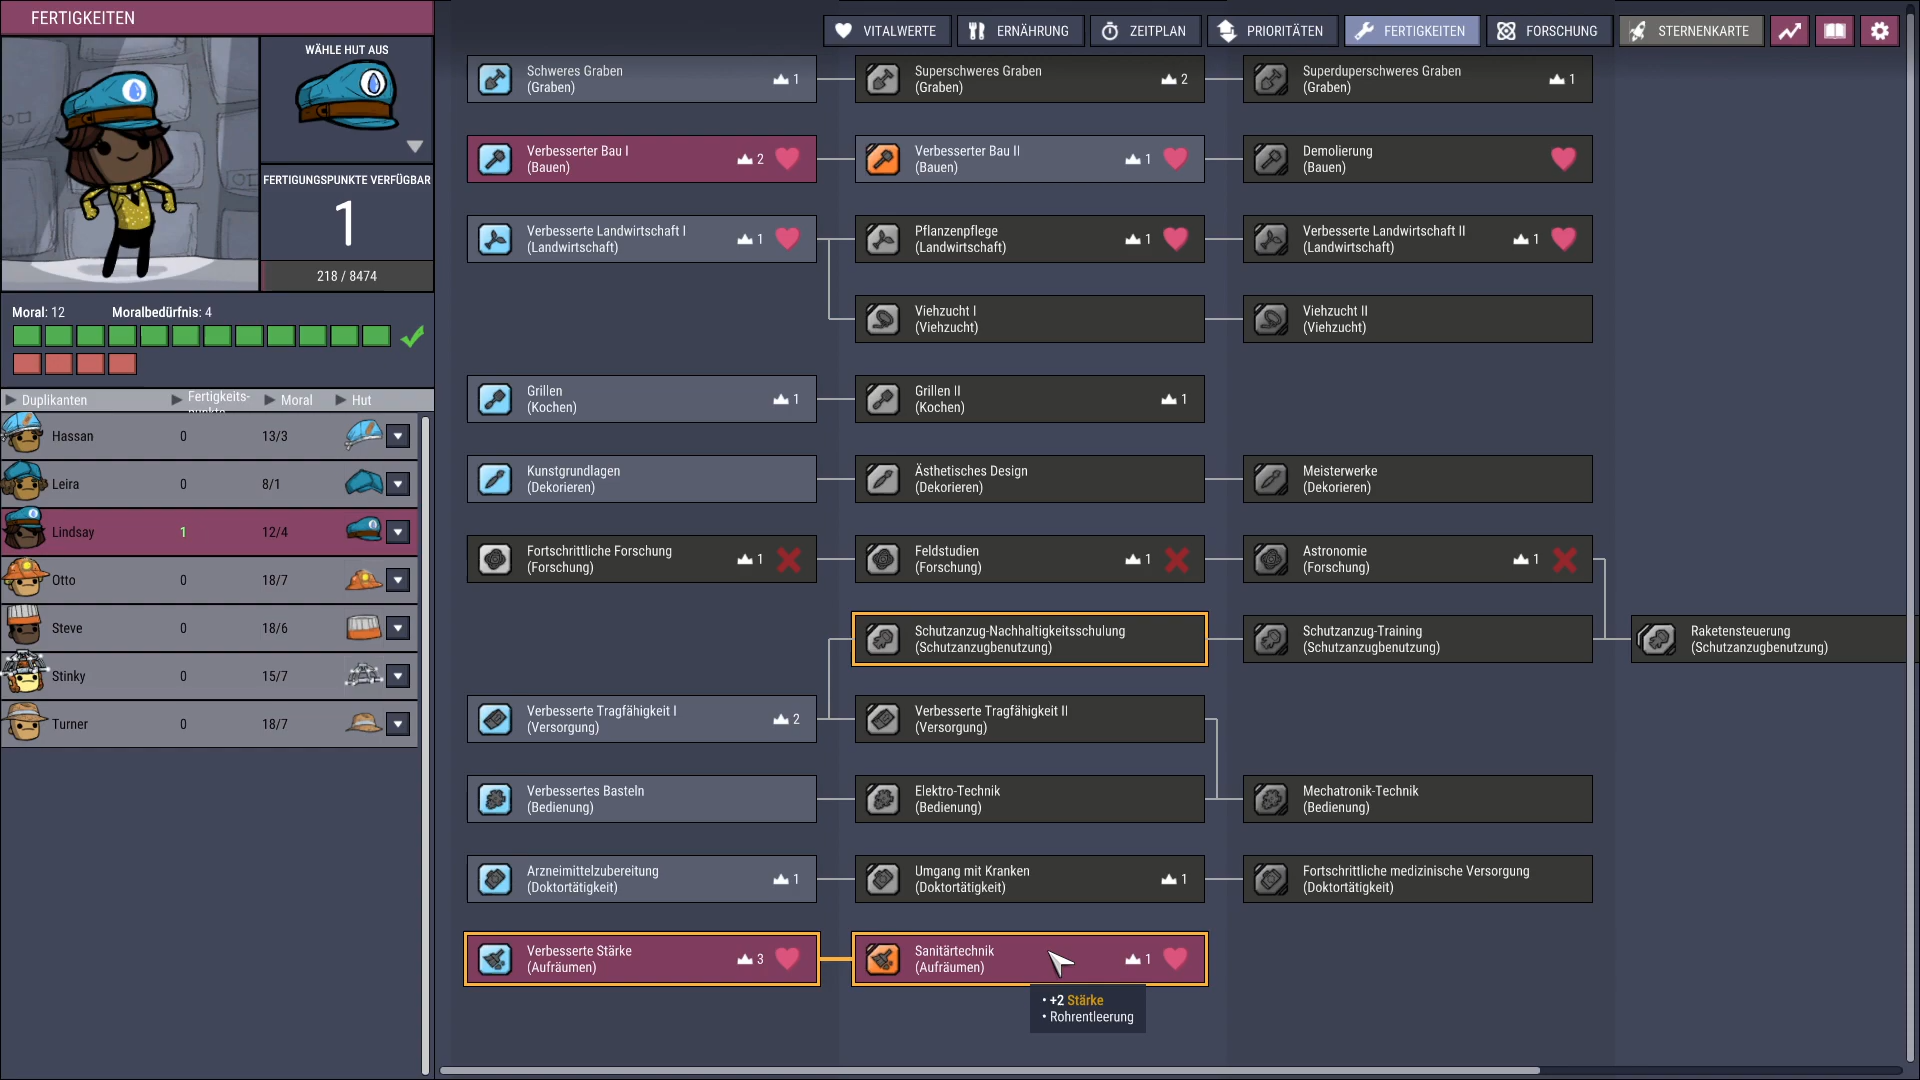 FERTIGKEITEN
VITALWERTE
ERNÄHRUNG
ZEITPLAN
PRIORITÄTEN
FERTIGKEITEN
FORSCHUNG
STERNENKARTE
WÄHLE HUT AUS
FERTIGUNGSPUNKTE VERFÜGBAR
1
218 / 8474
Moral: 12
Moralbedürfnis: 4
Duplikanten
Fertigkeits-
Moral
Hut
Hassan 0 13/3
Leira 0 8/1
Lindsay 1 12/4
Otto 0 18/7
Steve 0 18/6
Stinky 0 15/7
Turner 0 18/7
Schweres Graben
(Graben)
1
Superschweres Graben
(Graben)
2
Superduperschweres Graben
(Graben)
1
Verbesserter Bau I
(Bauen)
2
Verbesserter Bau II
(Bauen)
1
Demolierung
(Bauen)
Verbesserte Landwirtschaft I
(Landwirtschaft)
1
Pflanzenpflege
(Landwirtschaft)
1
Verbesserte Landwirtschaft II
(Landwirtschaft)
1
Viehzucht I
(Viehzucht)
Viehzucht II
(Viehzucht)
Grillen
(Kochen)
1
Grillen II
(Kochen)
1
Kunstgrundlagen
(Dekorieren)
Ästhetisches Design
(Dekorieren)
Meisterwerke
(Dekorieren)
Fortschrittliche Forschung
(Forschung)
1
Feldstudien
(Forschung)
1
Astronomie
(Forschung)
1
Schutzanzug-Nachhaltigkeitsschulung
(Schutzanzugbenutzung)
Schutzanzug-Training
(Schutzanzugbenutzung)
Raketensteuerung
(Schutzanzugbenutzung)
Verbesserte Tragfähigkeit I
(Versorgung)
2
Verbesserte Tragfähigkeit II
(Versorgung)
Verbessertes Basteln
(Bedienung)
Elektro-Technik
(Bedienung)
Mechatronik-Technik
(Bedienung)
Arzneimittelzubereitung
(Doktortätigkeit)
1
Umgang mit Kranken
(Doktortätigkeit)
1
Fortschrittliche medizinische Versorgung
(Doktortätigkeit)
Verbesserte Stärke
(Aufräumen)
3
Sanitärtechnik
(Aufräumen)
1
• +2 Stärke
• Rohrentleerung